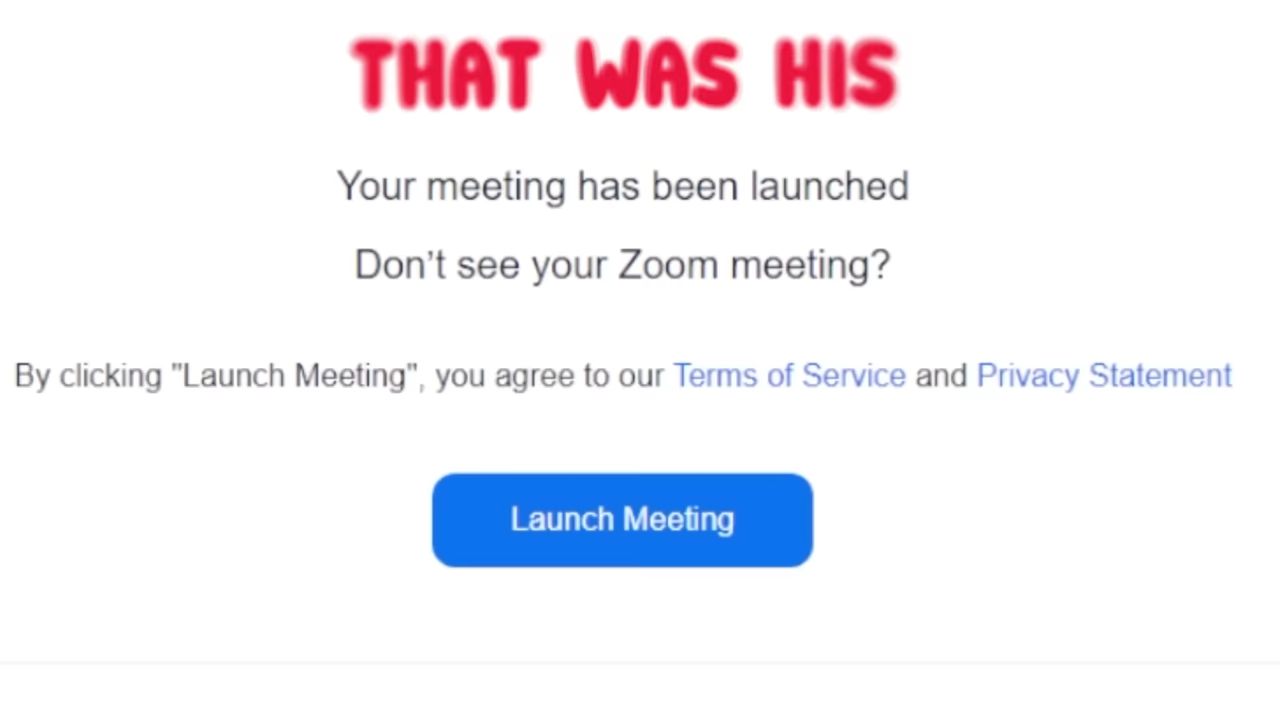 THAT WAS HIS
Your meeting has been launched
Don't see your Zoom meeting?
By clicking "Launch Meeting", you agree to our Terms of Service and Privacy Statement
Launch Meeting